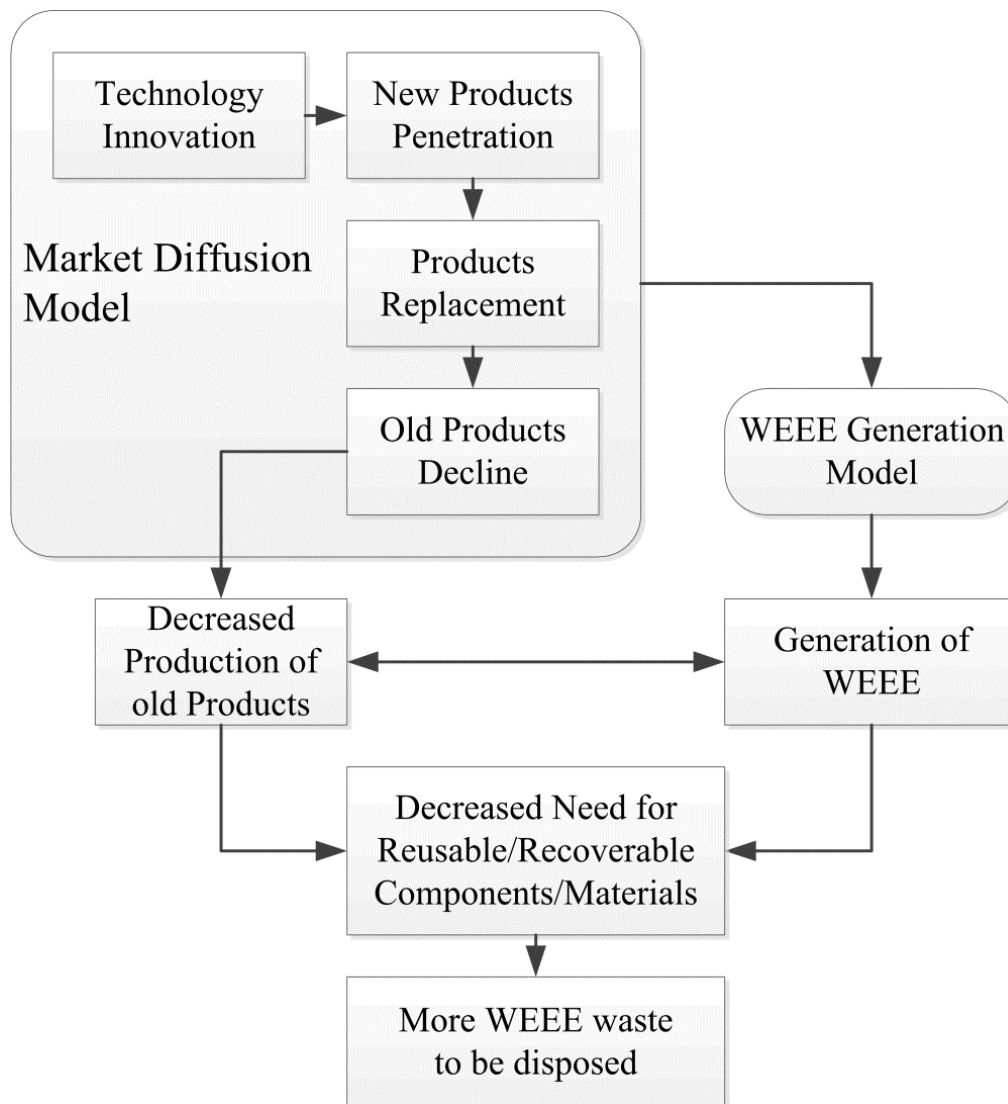 Technology
Innovation
New Products
Penetration
Market Diffusion
Model
Products
Replacement
Old Products
Decline
WEEE Generation
Model
Decreased
Production of
old Products
Generation of
WEEE
Decreased Need for
Reusable/Recoverable
Components/Materials
More WEEE waste
to be disposed